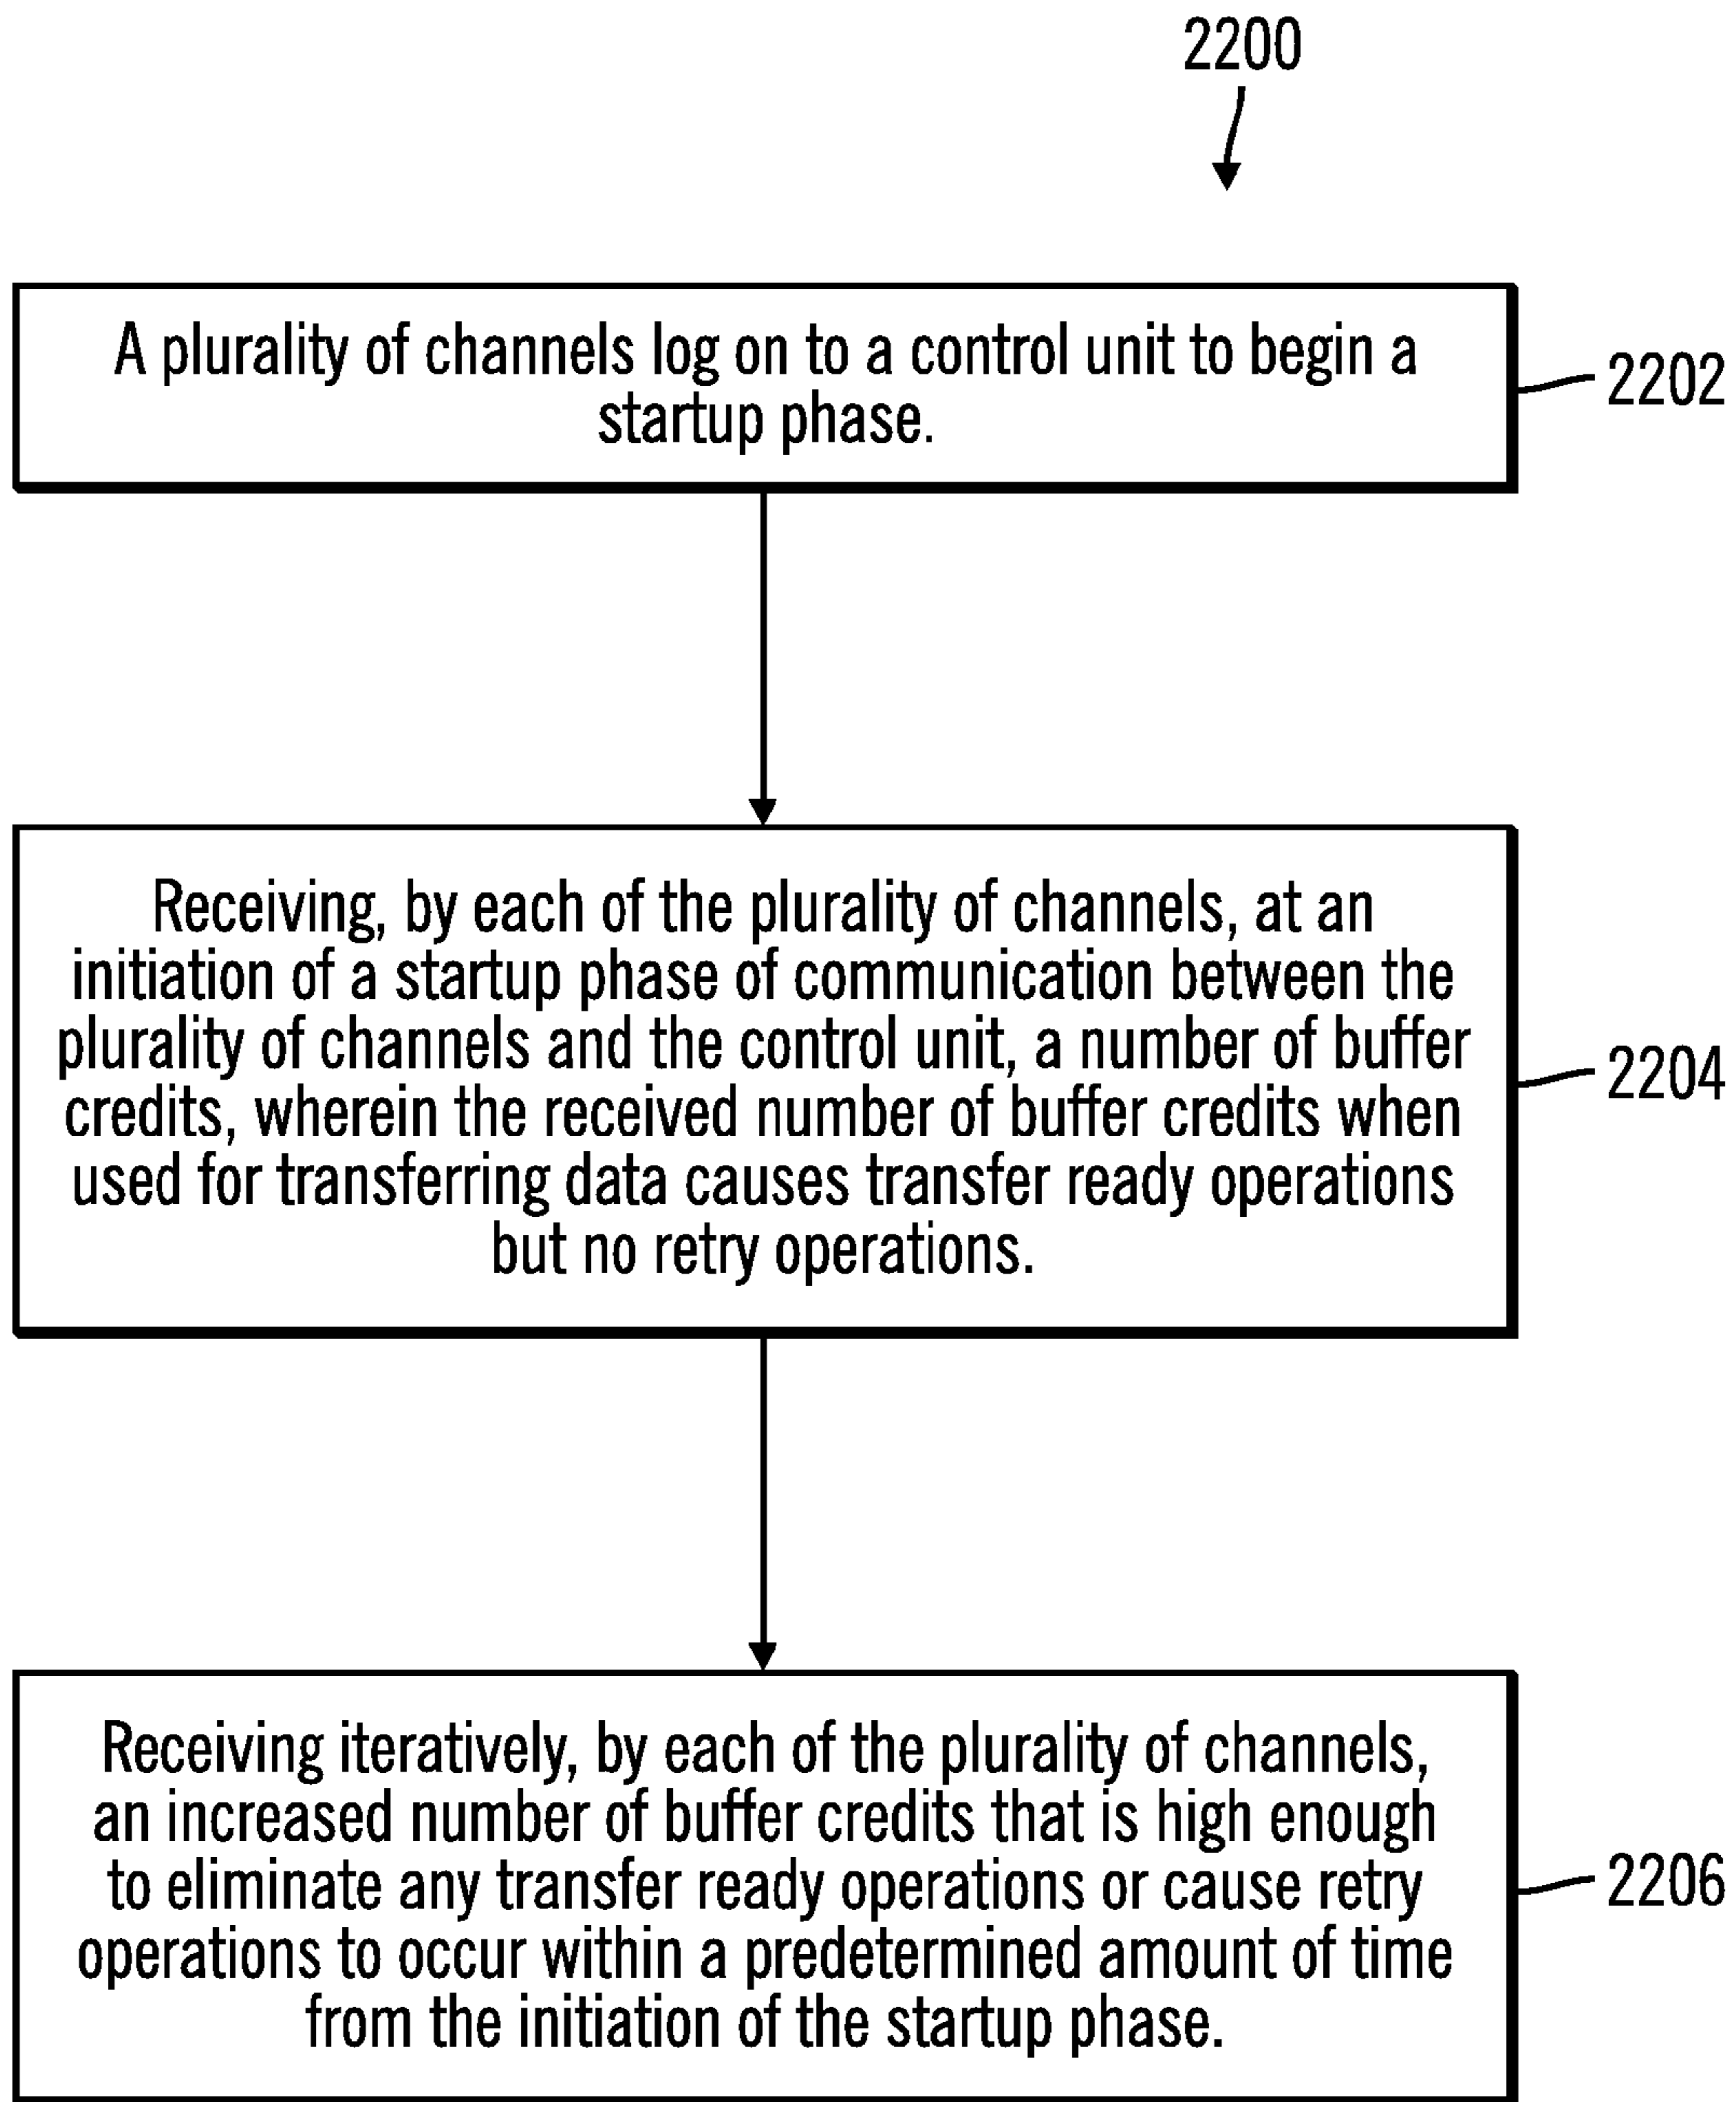 2200
A plurality of channels log on to a control unit to begin a
startup phase.
2202
Receiving, by each of the plurality of channels, at an
initiation of a startup phase of communication between the
plurality of channels and the control unit, a number of buffer
credits, wherein the received number of buffer credits when
used for transferring data causes transfer ready operations
but no retry operations.
2204
Receiving iteratively, by each of the plurality of channels,
an increased number of buffer credits that is high enough
to eliminate any transfer ready operations or cause retry
operations to occur within a predetermined amount of time
from the initiation of the startup phase.
2206